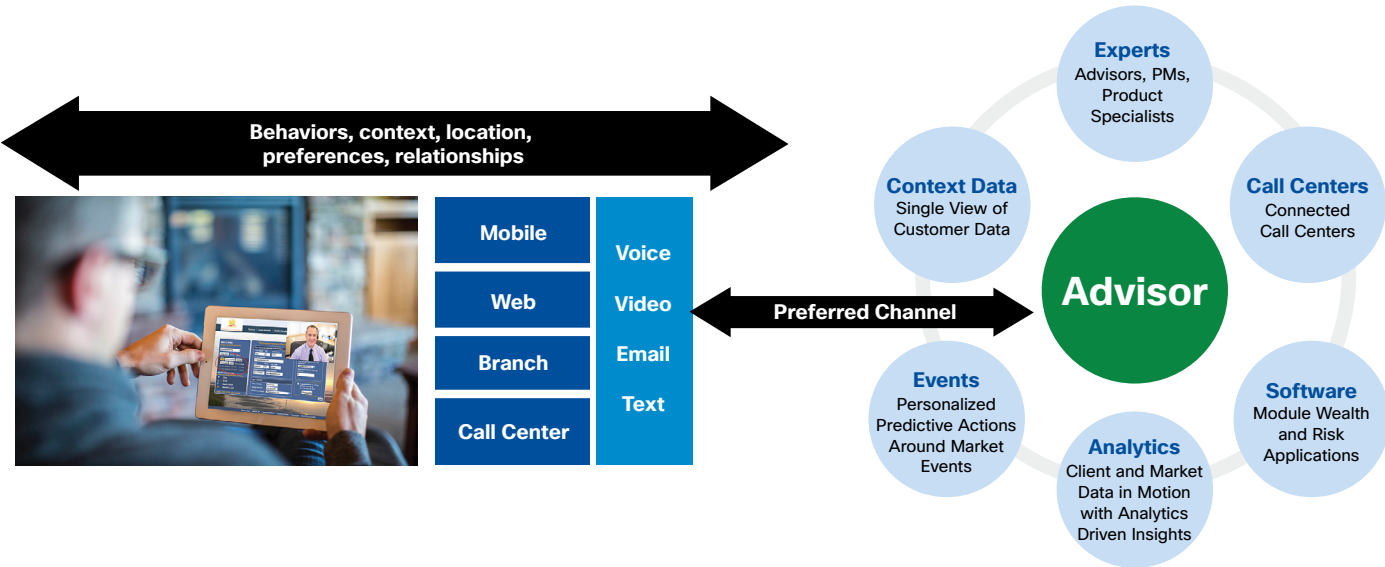 Behaviors, context, location,
preferences, relationships
Mobile
Web
Branch
Call Center
Voice
Video
Email
Text
Preferred Channel
Advisor
Experts
Advisors, PMs,
Product
Specialists
Call Centers
Connected
Call Centers
Software
Module Wealth
and Risk
Applications
Analytics
Client and Market
Data in Motion
with Analytics
Driven Insights
Events
Personalized
Predictive Actions
Around Market
Events
Context Data
Single View of
Customer Data